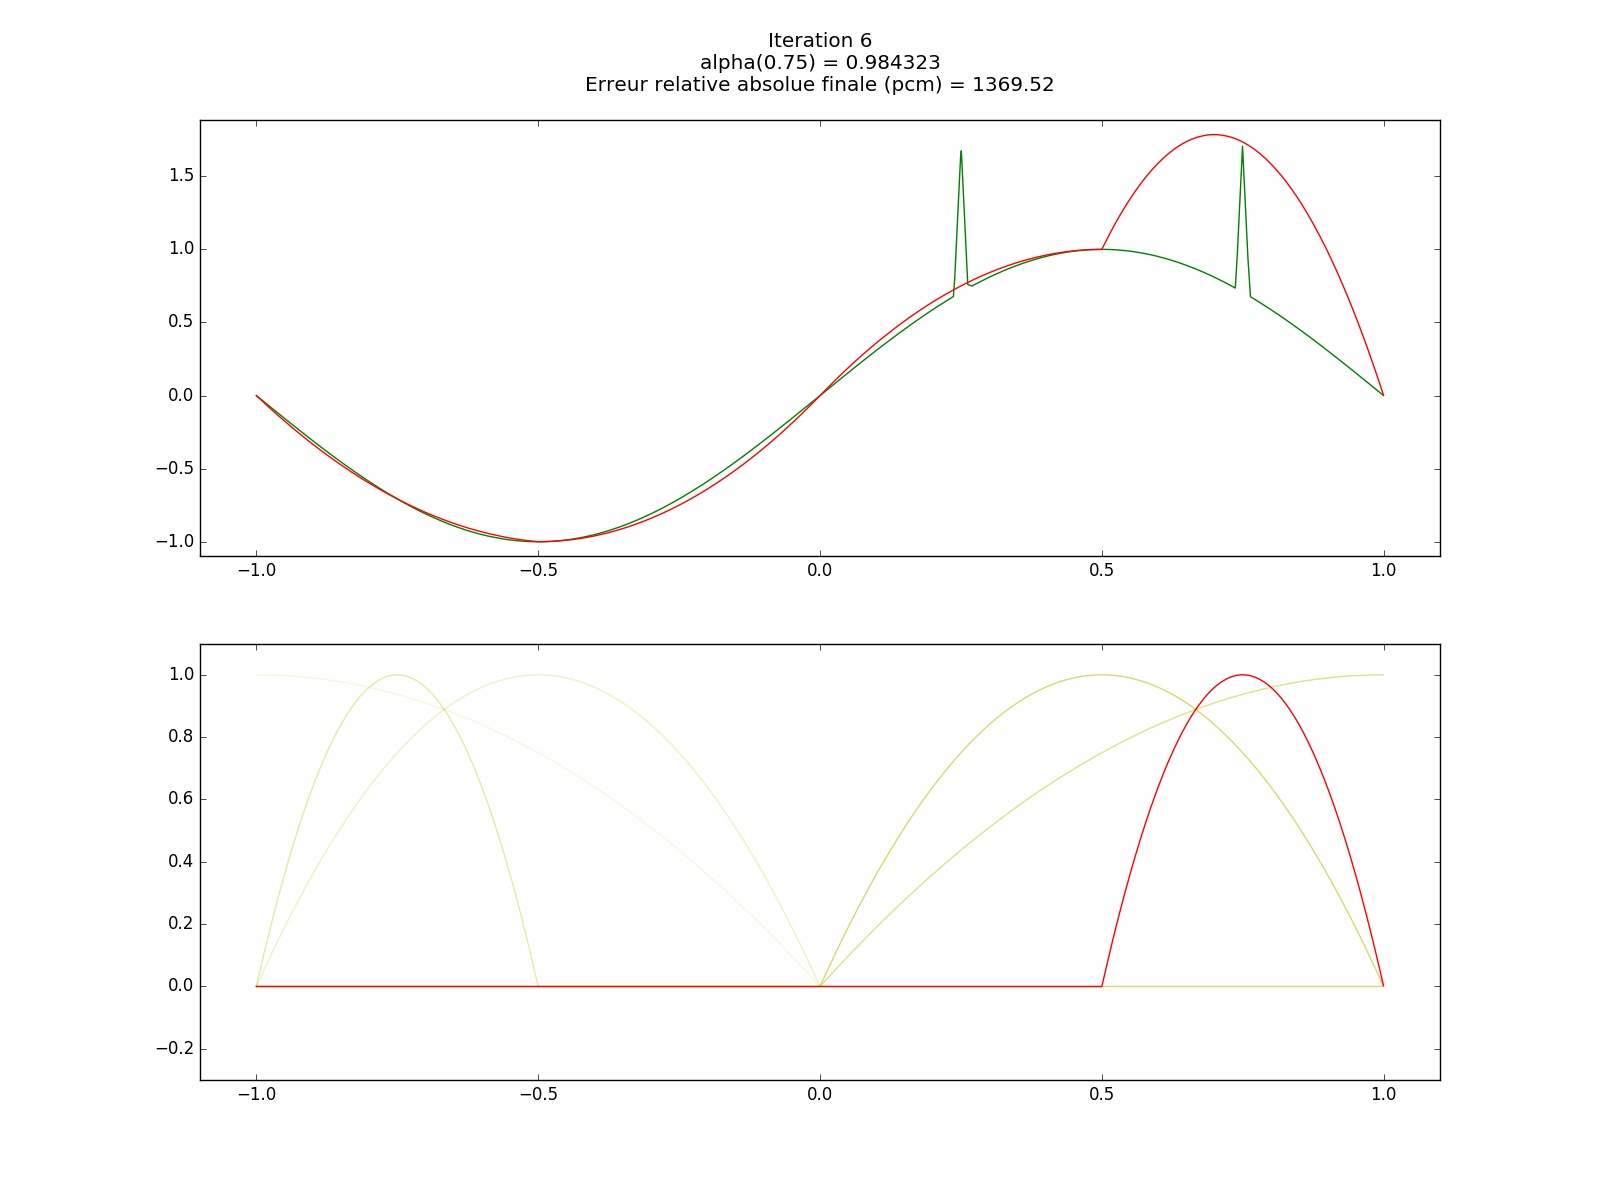 Iteration 6
alpha(0.75) = 0.984323
Erreur relative absolue finale (pcm) = 1369.52
1.5
1.0
0.5
0.0
−0.5
−1.0
−1.0 −0.5 0.0 0.5 1.0
1.0
0.8
0.6
0.4
0.2
0.0
−0.2
−1.0 −0.5 0.0 0.5 1.0